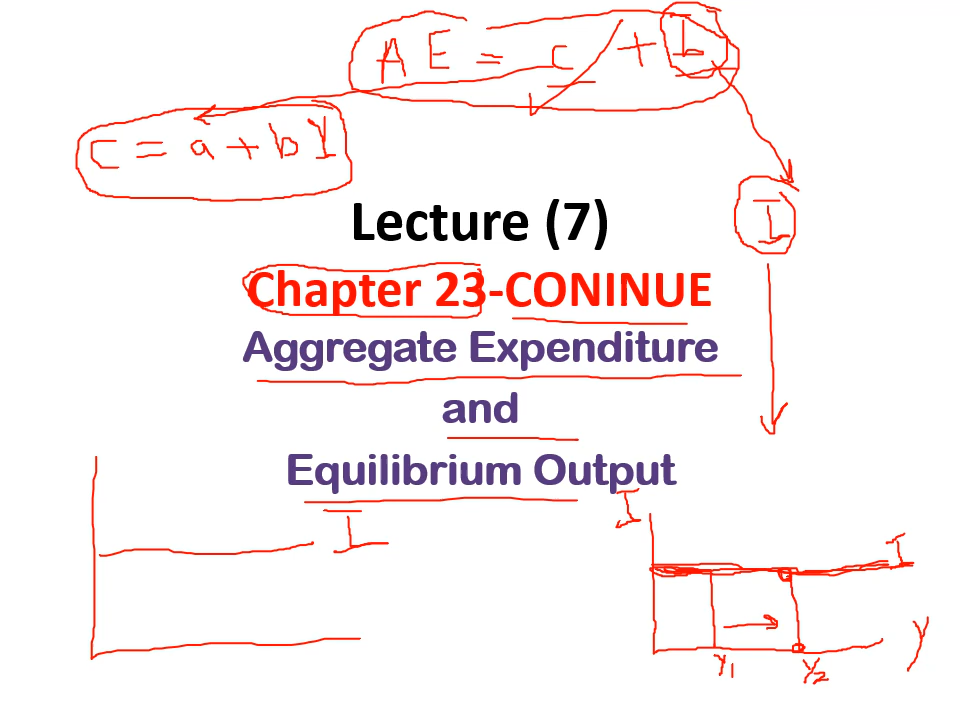 AE = C + I
C = a + bY
Lecture (7)
I
Chapter 23-CONINUE
Aggregate Expenditure
and
Equilibrium Output
I
I
I
Y
Y1
Y2